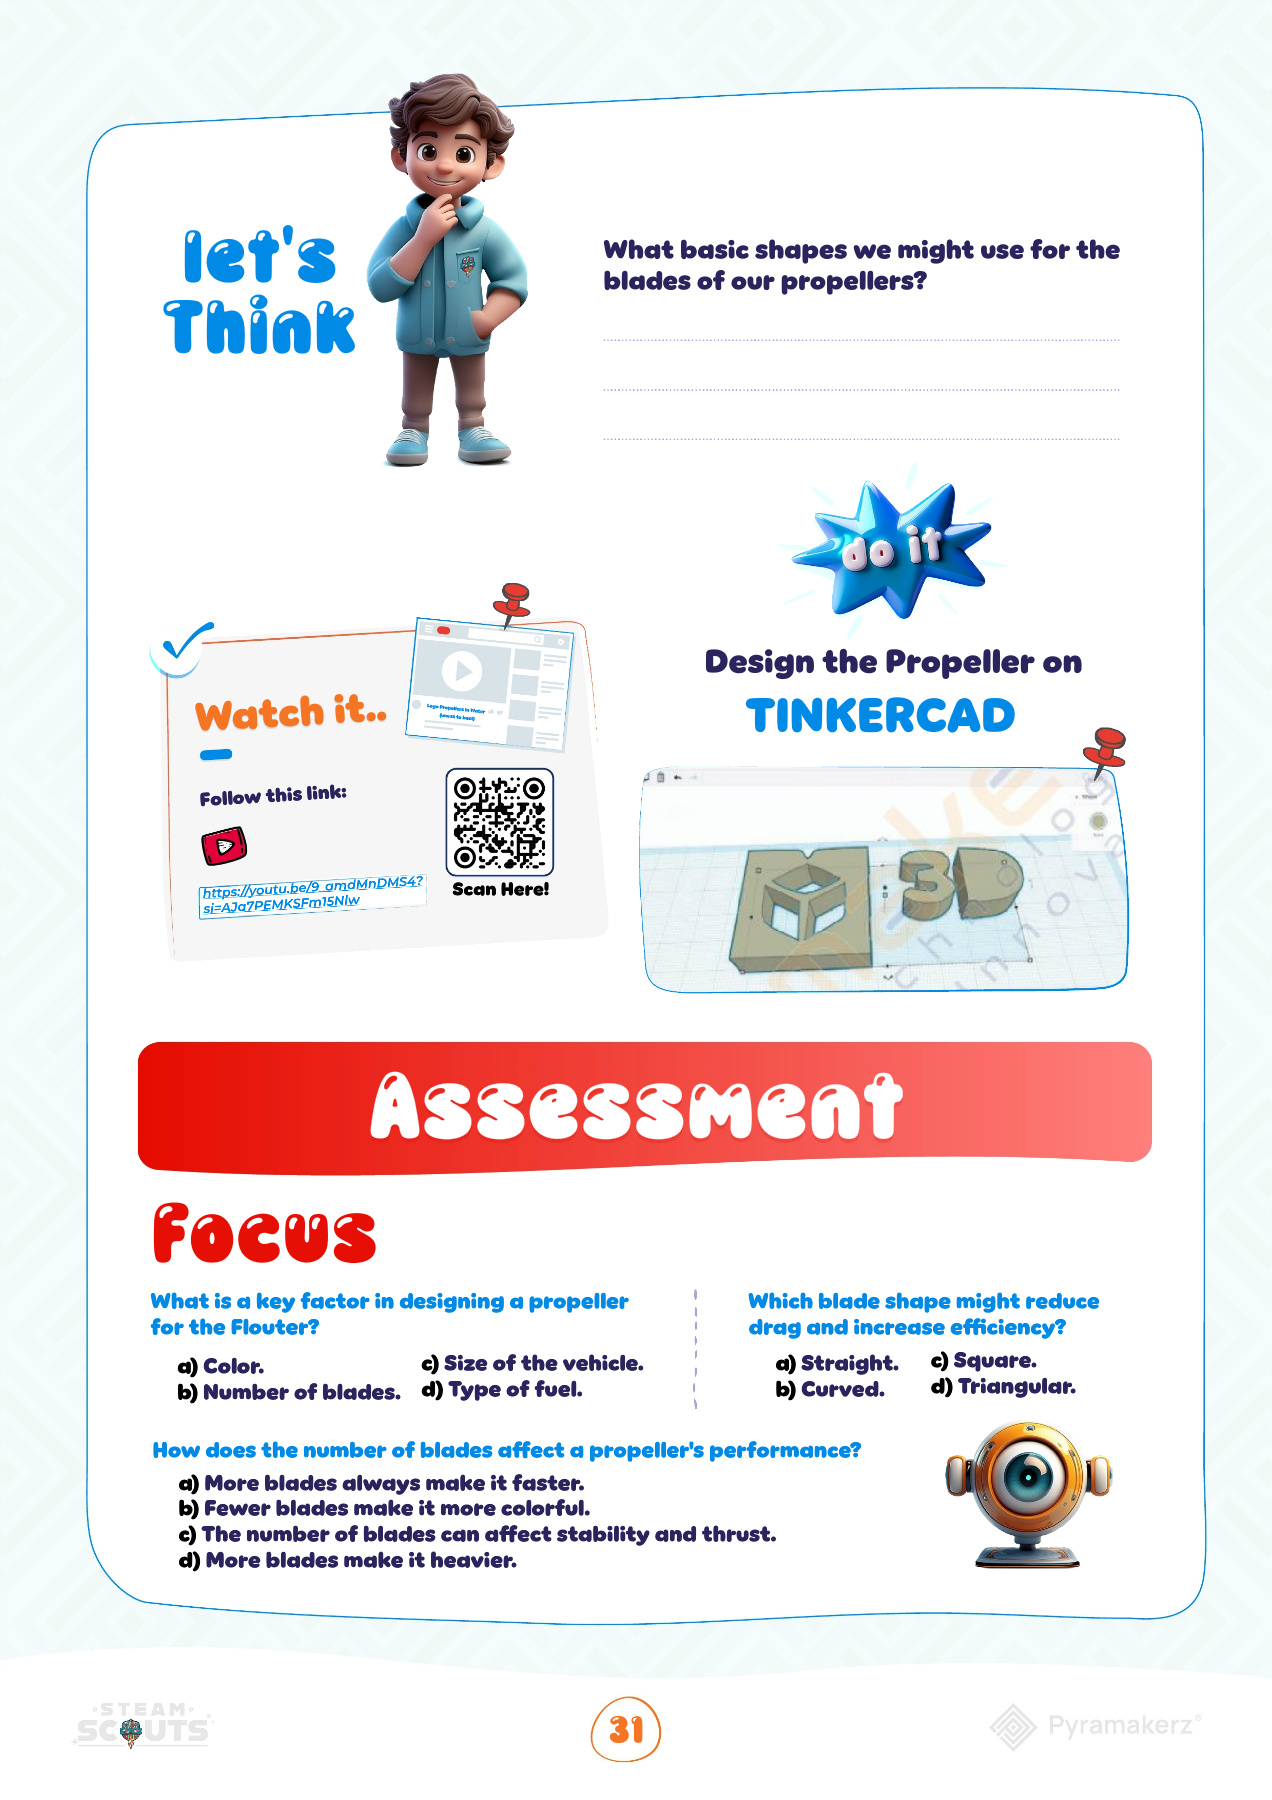 let's
Think
What basic shapes we might use for the
blades of our propellers?
do it
Design the Propeller on
TINKERCAD
Watch it..
Lego Propellers in Water
Follow this link:
https://youtu.be/9_amdMnDMS4?
si=AJa7PEMKSFm15Nlw
Scan Here!
3D
Assessment
Focus
What is a key factor in designing a propeller
for the Flouter?
a) Color.
b) Number of blades.
c) Size of the vehicle.
d) Type of fuel.
Which blade shape might reduce
drag and increase efficiency?
a) Straight.
b) Curved.
c) Square.
d) Triangular.
How does the number of blades affect a propeller's performance?
a) More blades always make it faster.
b) Fewer blades make it more colorful.
c) The number of blades can affect stability and thrust.
d) More blades make it heavier.
STEAM
SCOUTS
31
Pyramakerz